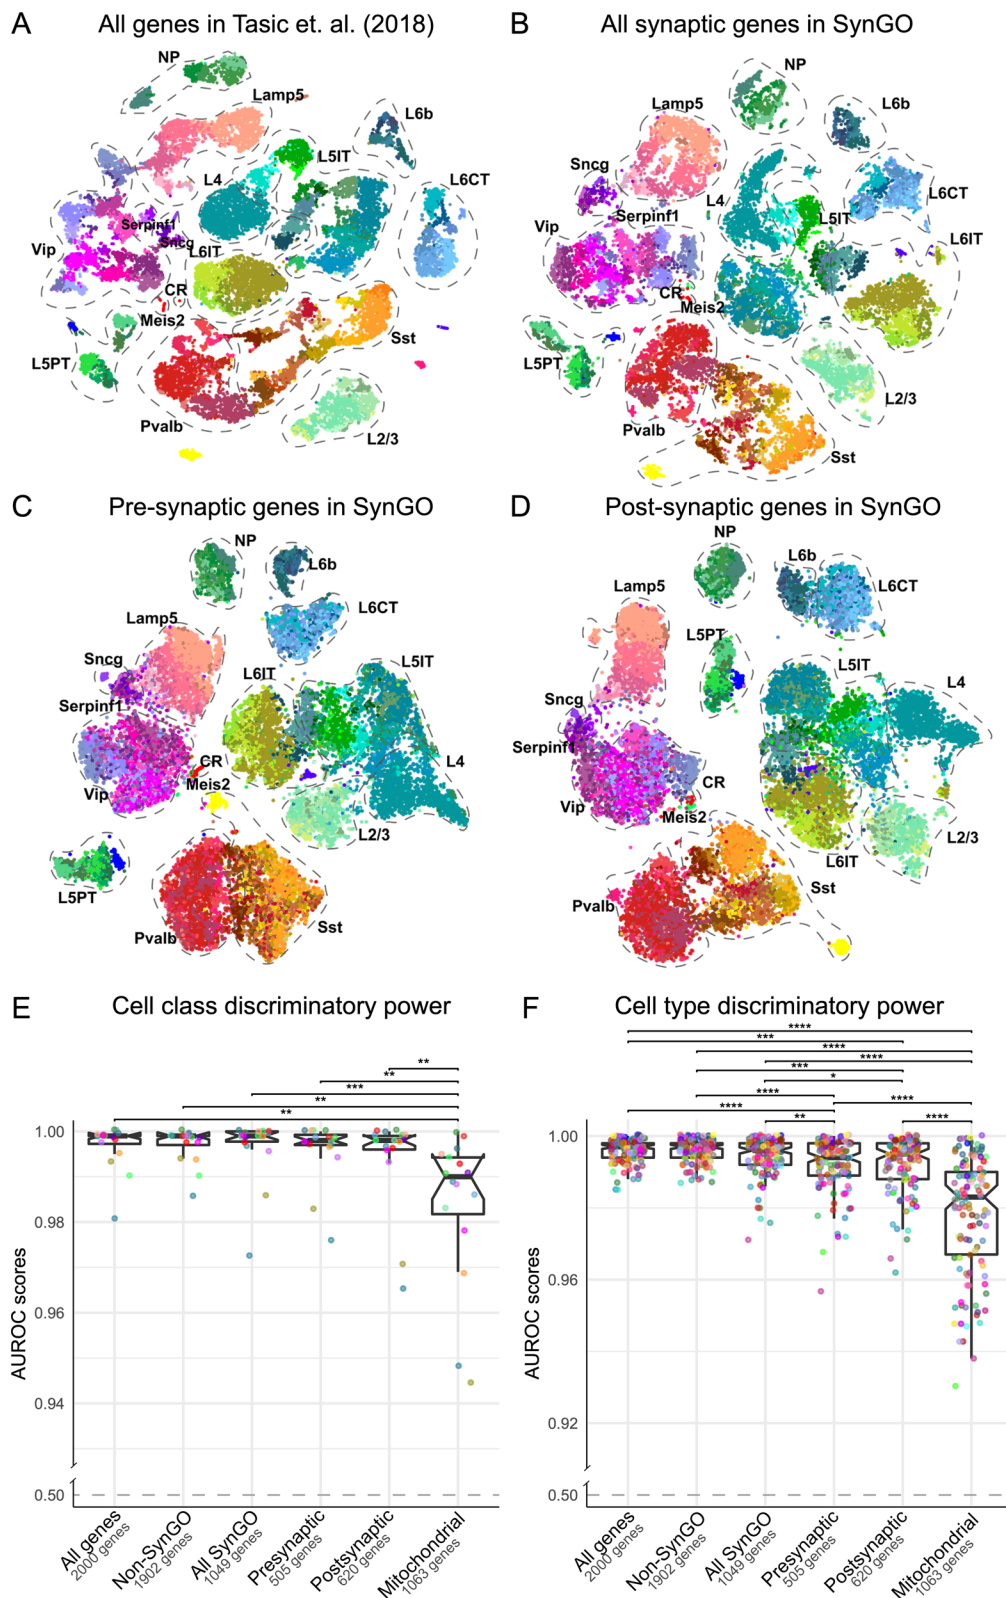 A All genes in Tasic et. al. (2018)
NP
Lamp5
L6b
L5IT
L4
L6CT
Serpinf1
Vip
Sncg
L6IT
CR
Meis2
Sst
L5PT
Pvalb
L2/3
B All synaptic genes in SynGO
NP
Lamp5
L6b
Sncg
L6CT
L4
Serpinf1
L5IT
Vip
L6IT
CR
Meis2
L5PT
L2/3
Pvalb
Sst
C Pre-synaptic genes in SynGO
NP
L6b
L6CT
Lamp5
Sncg
L6IT
L5IT
Serpinf1
L4
CR
Meis2
Vip
L2/3
L5PT
Pvalb
Sst
D Post-synaptic genes in SynGO
NP
L6b
L6CT
Lamp5
L5PT
L5IT
L4
Sncg
Serpinf1
CR
Vip
Meis2
L2/3
L6IT
Sst
Pvalb
E Cell class discriminatory power
**
**
***
**
**
AUROC scores
1.00
0.98
0.96
0.94
0.50
All genes
2000 genes
Non-SynGO
1902 genes
All SynGO
1049 genes
Presynaptic
505 genes
Postsynaptic
620 genes
Mitochondrial
1063 genes
F Cell type discriminatory power
****
***
****
****
***
*
****
****
****
**
****
AUROC scores
1.00
0.96
0.92
0.50
All genes
2000 genes
Non-SynGO
1902 genes
All SynGO
1049 genes
Presynaptic
505 genes
Postsynaptic
620 genes
Mitochondrial
1063 genes